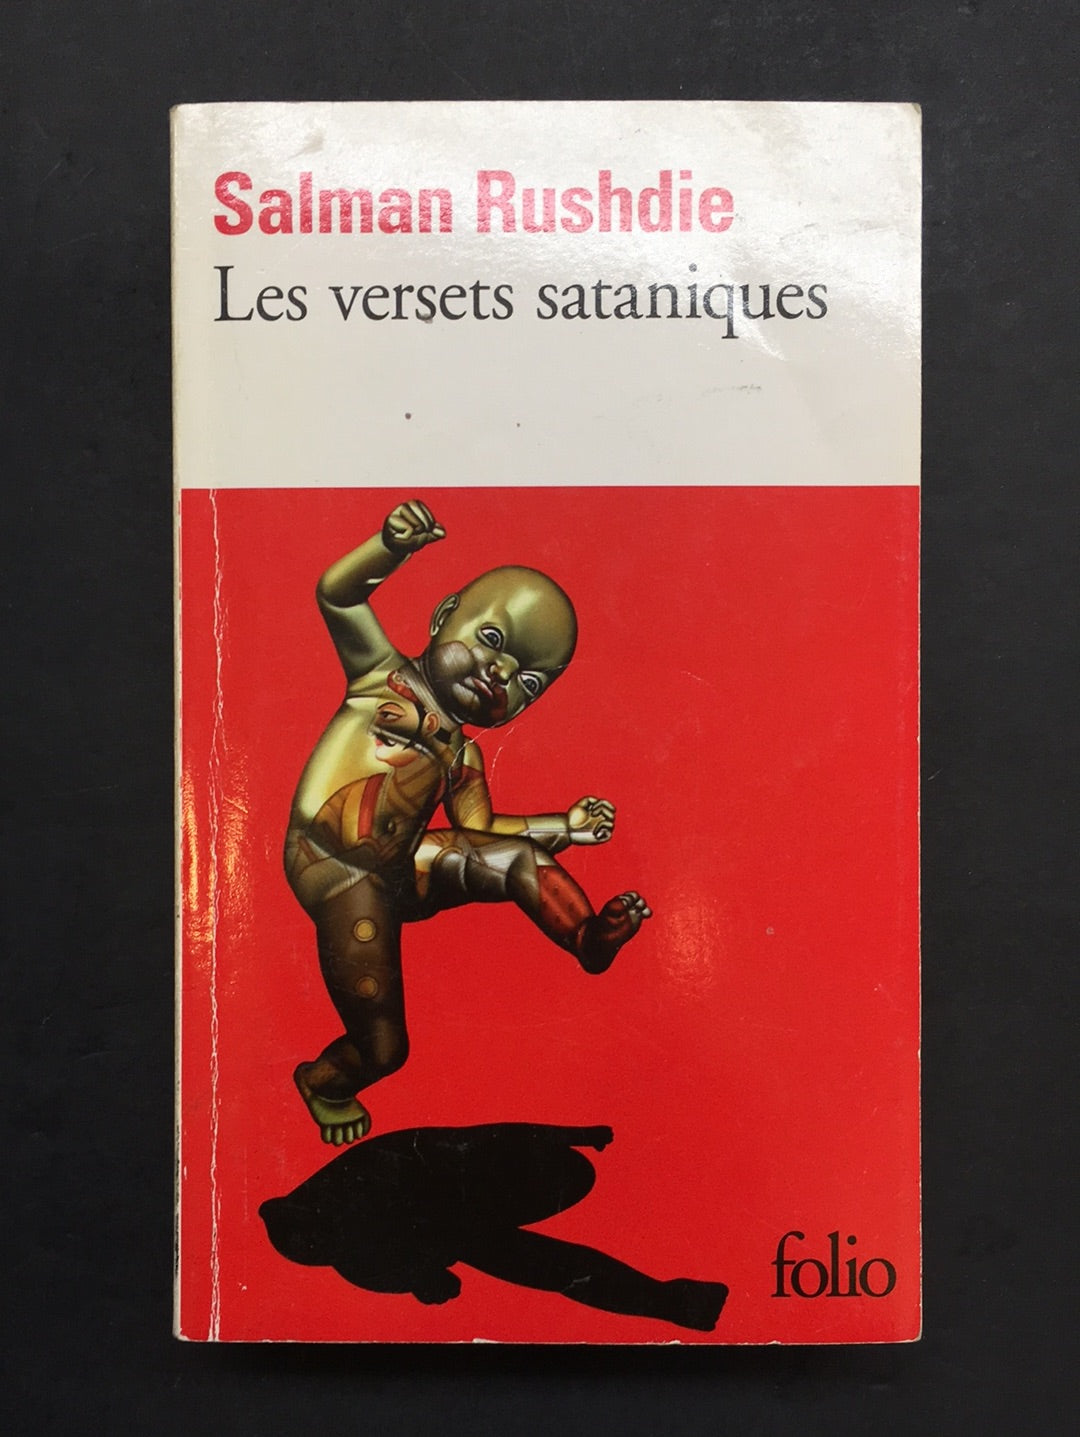 Salman Rushdie
Les versets sataniques
folio